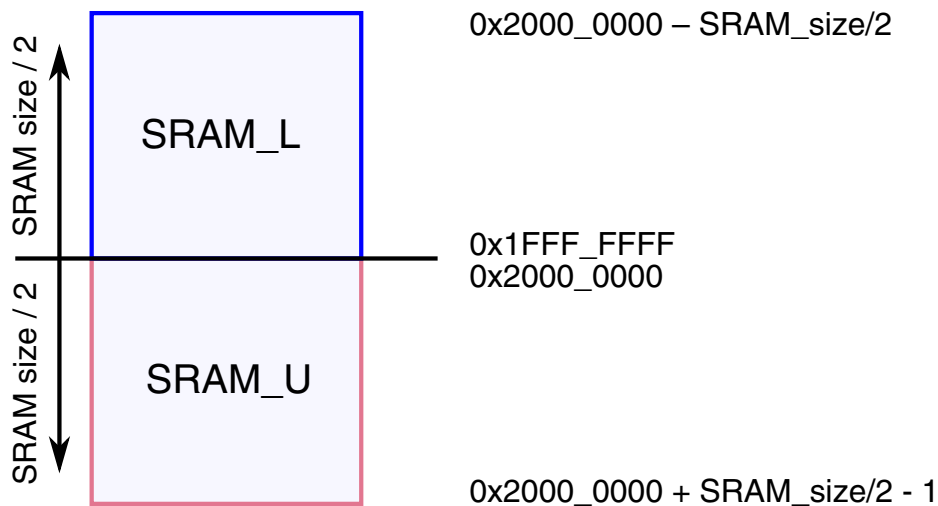 0x2000_0000 – SRAM_size/2
SRAM size / 2
SRAM_L
0x1FFF_FFFF
0x2000_0000
SRAM size / 2
SRAM_U
0x2000_0000 + SRAM_size/2 - 1